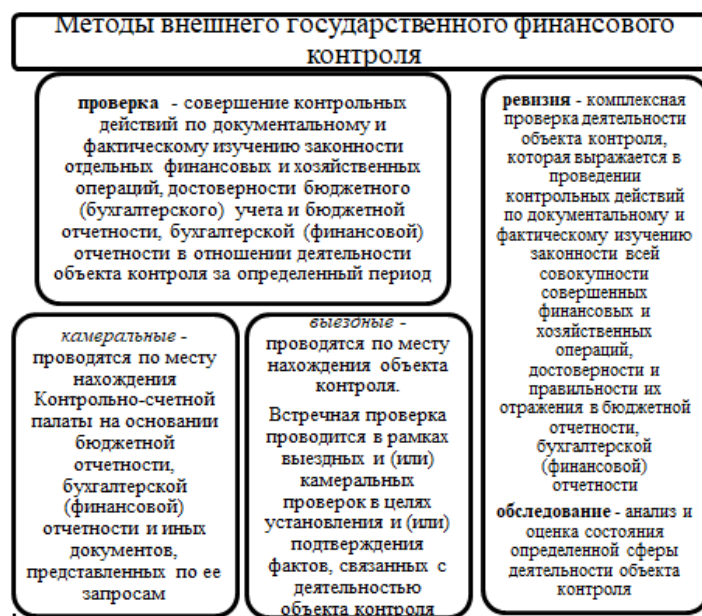 Методы внешнего государственного финансового
контроля
проверка - совершение контрольных
действий по документальному и
фактическому изучению законности
отдельных финансовых и хозяйственных
операций, достоверности бюджетного
(бухгалтерского) учета и бюджетной
отчетности, бухгалтерской (финансовой)
отчетности в отношении деятельности
объекта контроля за определенный период
камеральные -
проводятся по месту
нахождения
Контрольно-счетной
палаты на основании
бюджетной
отчетности,
бухгалтерской
(финансовой)
отчетности и иных
документов,
представленных по ее
запросам
выездные -
проводятся по месту
нахождения объекта
контроля.
Встречная проверка
проводится в рамках
выездных и (или)
камеральных
проверок в целях
установления и (или)
подтверждения
фактов, связанных с
деятельностью
объекта контроля
ревизия - комплексная
проверка деятельности
объекта контроля,
которая выражается в
проведении
контрольных действий
по документальному и
фактическому изучению
законности всей
совокупности
совершенных
финансовых и
хозяйственных
операций,
достоверности и
правильности их
отражения в бюджетной
отчетности,
бухгалтерской
(финансовой)
отчетности
обследование - анализ и
оценка состояния
определенной сферы
деятельности объекта
контроля